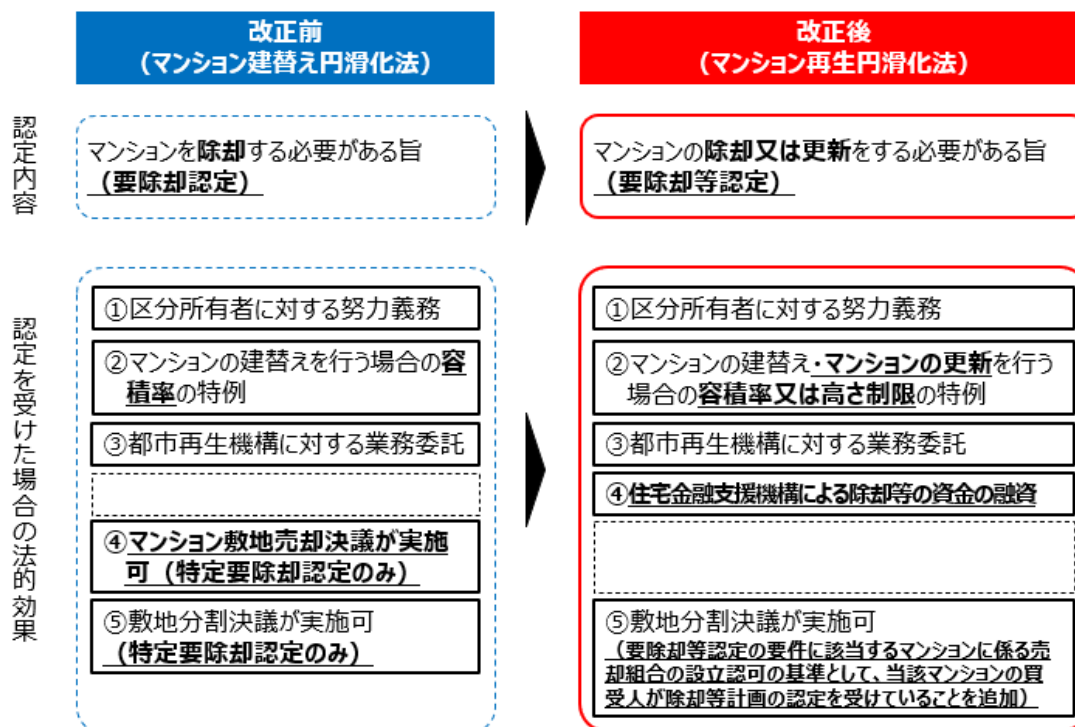 改正前
（マンション建替え円滑化法）
改正後
（マンション再生円滑化法）
認定内容
マンションを除却する必要がある旨
（要除却認定）
マンションの除却又は更新をする必要がある旨
（要除却等認定）
認定を受けた場合の法的効果
①区分所有者に対する努力義務
②マンションの建替えを行う場合の容
積率の特例
③都市再生機構に対する業務委託
④マンション敷地売却決議が実施
可（特定要除却認定のみ）
⑤敷地分割決議が実施可
（特定要除却認定のみ）
①区分所有者に対する努力義務
②マンションの建替え・マンションの更新を行う
場合の容積率又は高さ制限の特例
③都市再生機構に対する業務委託
④住宅金融支援機構による除却等の資金の融資
⑤敷地分割決議が実施可
（要除却等認定の要件に該当するマンションに係る売
却組合の設立認可の基準として、当該マンションの買
受人が除却等計画の認定を受けていることを追加）